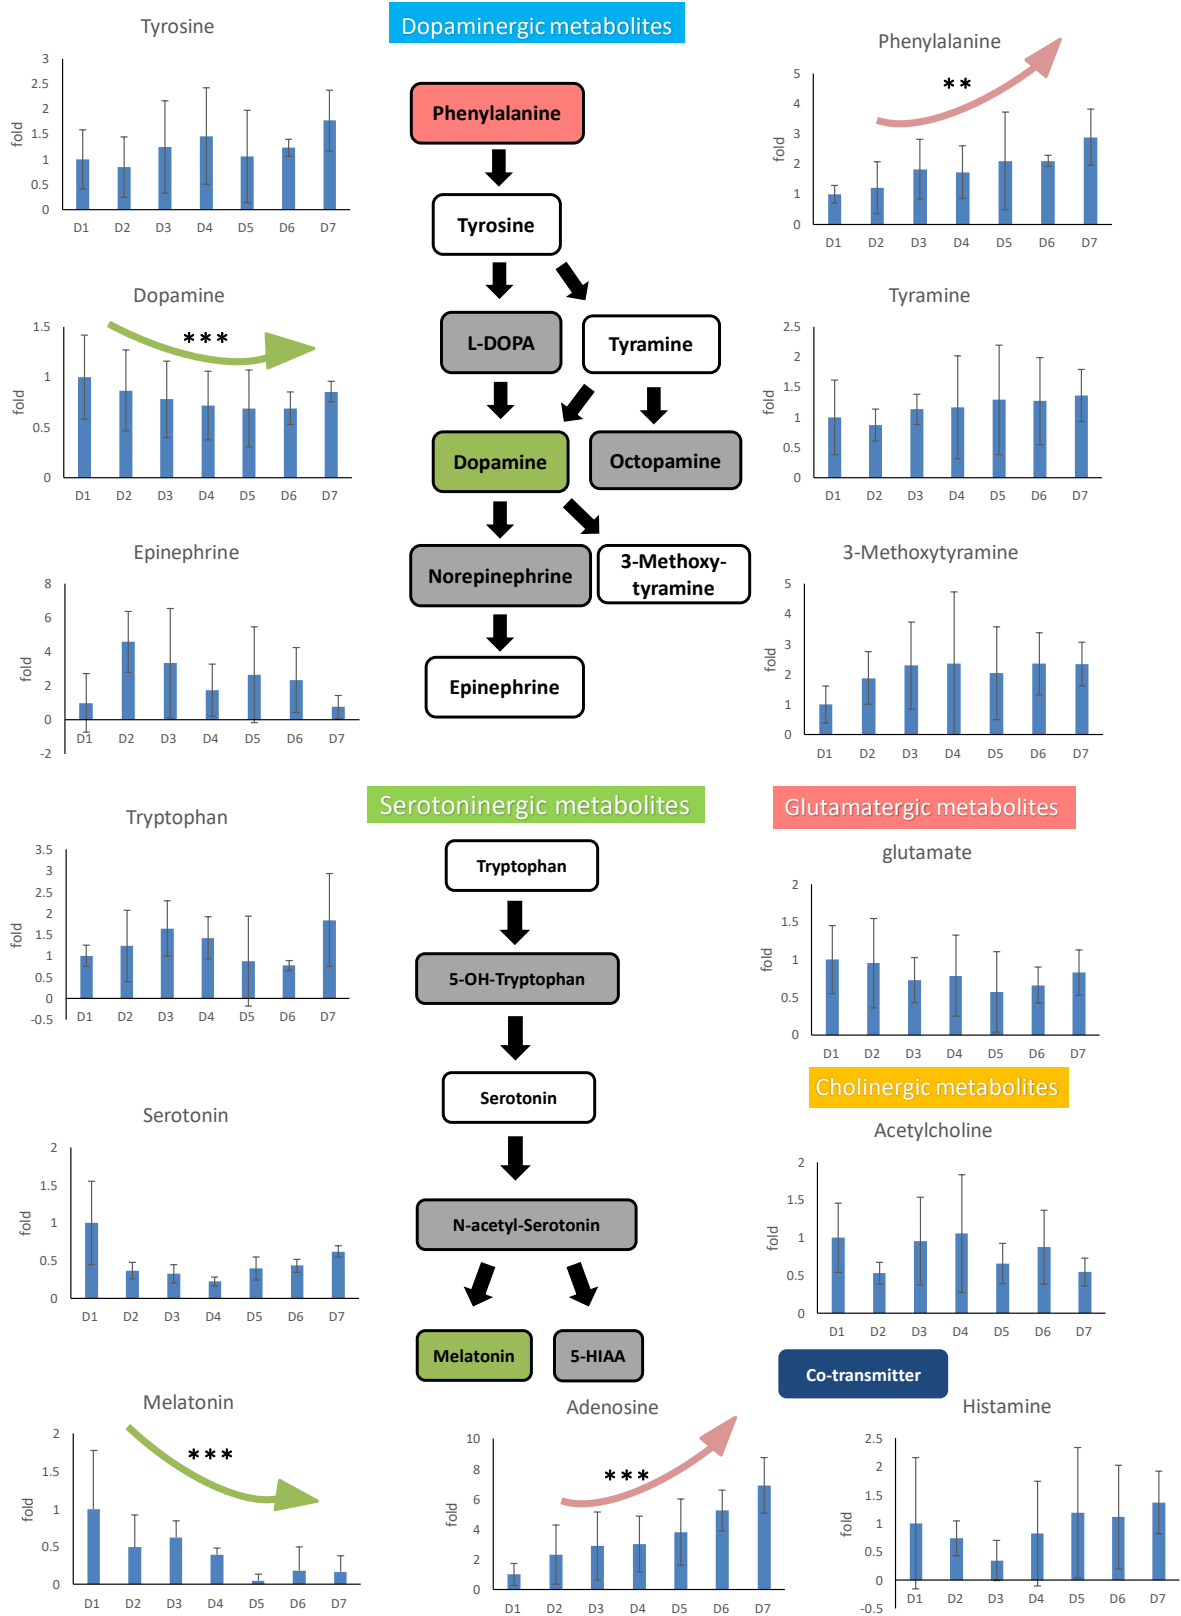 Dopaminergic metabolites
Tyrosine
3
2.5
2
1.5
1
0.5
0
fold
D1 D2 D3 D4 D5 D6 D7
Phenylalanine
**
5
4
3
2
1
0
fold
D1 D2 D3 D4 D5 D6 D7
Dopamine
***
1.5
1
0.5
0
fold
D1 D2 D3 D4 D5 D6 D7
Tyramine
2.5
2
1.5
1
0.5
0
fold
D1 D2 D3 D4 D5 D6 D7
Epinephrine
8
6
4
2
0
-2
fold
D1 D2 D3 D4 D5 D6 D7
3-Methoxytyramine
5
4
3
2
1
0
fold
D1 D2 D3 D4 D5 D6 D7
Phenylalanine
Tyrosine
L-DOPA
Tyramine
Dopamine
Octopamine
Norepinephrine
3-Methoxy-
tyramine
Epinephrine
Serotoninergic metabolites
Tryptophan
3.5
3
2.5
2
1.5
1
0.5
0
-0.5
fold
D1 D2 D3 D4 D5 D6 D7
Serotonin
2
1.5
1
0.5
0
fold
D1 D2 D3 D4 D5 D6 D7
Melatonin
***
2
1.5
1
0.5
0
fold
D1 D2 D3 D4 D5 D6 D7
Tryptophan
5-OH-Tryptophan
Serotonin
N-acetyl-Serotonin
Melatonin
5-HIAA
Glutamatergic metabolites
glutamate
2
1.5
1
0.5
0
fold
D1 D2 D3 D4 D5 D6 D7
Cholinergic metabolites
Acetylcholine
2
1.5
1
0.5
0
fold
D1 D2 D3 D4 D5 D6 D7
Co-transmitter
Adenosine
***
10
8
6
4
2
0
fold
D1 D2 D3 D4 D5 D6 D7
Histamine
2.5
2
1.5
1
0.5
0
-0.5
fold
D1 D2 D3 D4 D5 D6 D7